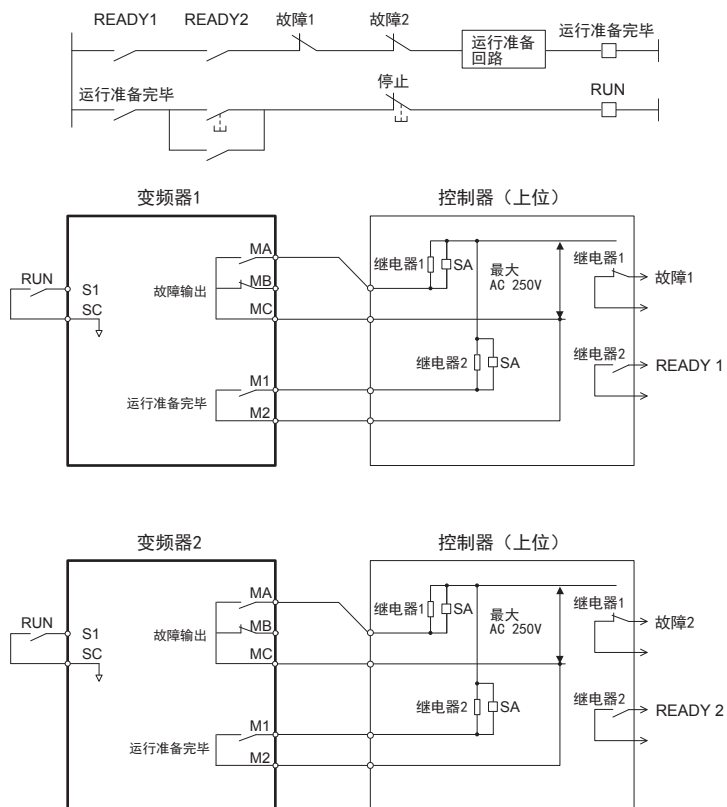 READY1 READY2 故障1 故障2 运行准备完毕
运行准备
回路
运行准备完毕 停止 RUN
变频器1 控制器（上位）
RUN S1
SC
故障输出
MA
MB
MC
继电器1 SA
最大
AC 250V
继电器1 故障1
继电器2 SA
继电器2 READY 1
运行准备完毕
M1
M2
变频器2 控制器（上位）
RUN S1
SC
故障输出
MA
MB
MC
继电器1 SA
最大
AC 250V
继电器1 故障2
继电器2 SA
继电器2 READY 2
运行准备完毕
M1
M2